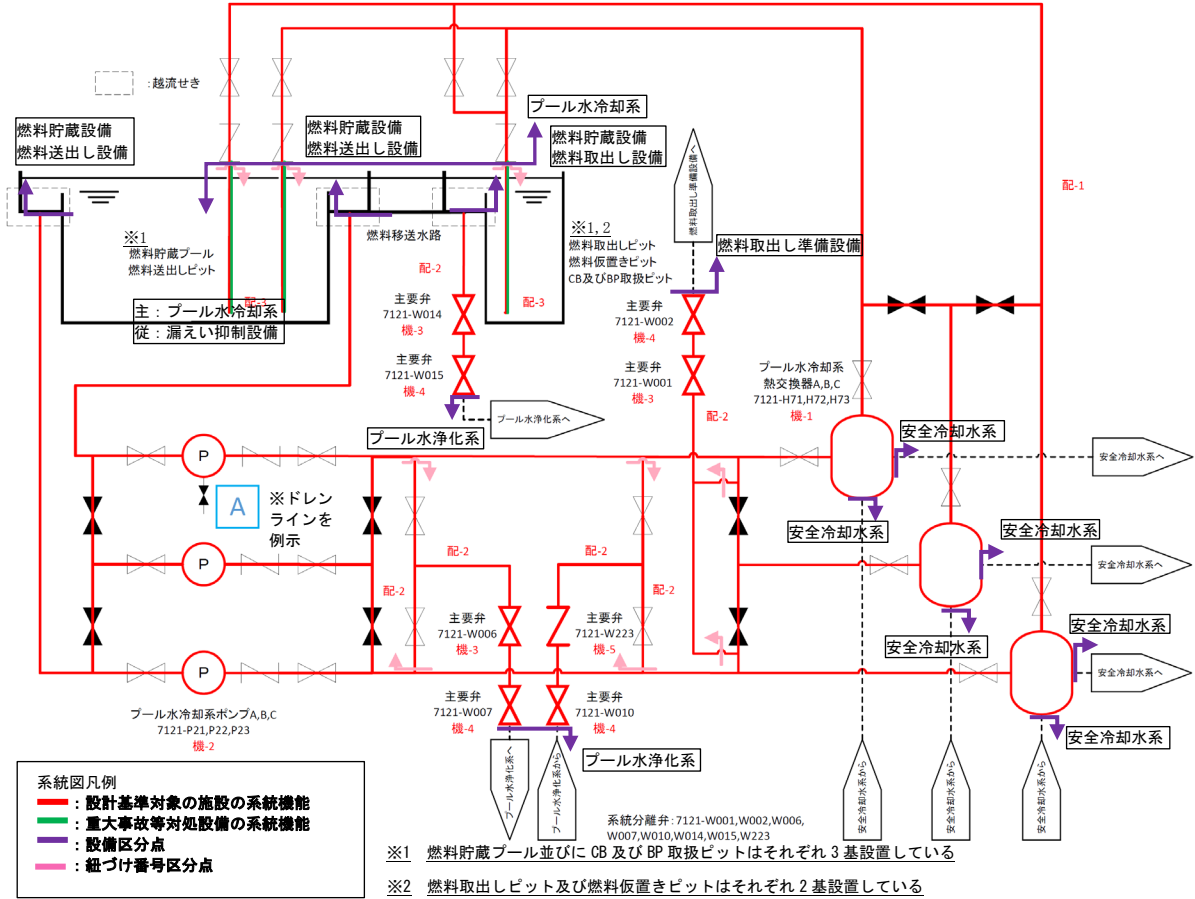 :越流せき
燃料貯蔵設備
燃料送出し設備
燃料貯蔵設備
燃料送出し設備
プール水冷却系
燃料貯蔵設備
燃料取出し設備
燃料取出し準備設備へ
配-1
※1
燃料貯蔵プール
燃料送出しピット
燃料移送水路
※1,2
燃料取出しピット
燃料仮置きピット
CB及びBP取扱ピット
燃料取出し準備設備
配-2
配-3
配-3
主：プール水冷却系
従：漏えい抑制設備
主要弁
7121-W014
機-3
主要弁
7121-W015
機-4
主要弁
7121-W002
機-4
主要弁
7121-W001
機-3
プール水冷却系
熱交換器A,B,C
7121-H71,H72,H73
機-1
プール水浄化系へ
プール水浄化系
配-2
安全冷却水系
安全冷却水系へ
P
A
※ドレン
ラインを
例示
安全冷却水系
安全冷却水系
安全冷却水系へ
P
配-2
配-2
配-2
配-2
主要弁
7121-W006
機-3
主要弁
7121-W223
機-5
安全冷却水系
安全冷却水系
安全冷却水系へ
P
主要弁
7121-W007
機-4
主要弁
7121-W010
機-4
プール水冷却系ポンプA,B,C
7121-P21,P22,P23
機-2
安全冷却水系
プール水浄化系
プール水浄化系へ
プール水浄化系から
安全冷却水系から
安全冷却水系から
安全冷却水系から
系統図凡例
：設計基準対象の施設の系統機能
：重大事故等対処設備の系統機能
：設備区分点
：紐づけ番号区分点
系統分離弁：7121-W001,W002,W006,
W007,W010,W014,W015,W223
※1 燃料貯蔵プール並びに CB 及び BP 取扱ピットはそれぞれ 3 基設置している
※2 燃料取出しピット及び燃料仮置きピットはそれぞれ 2 基設置している